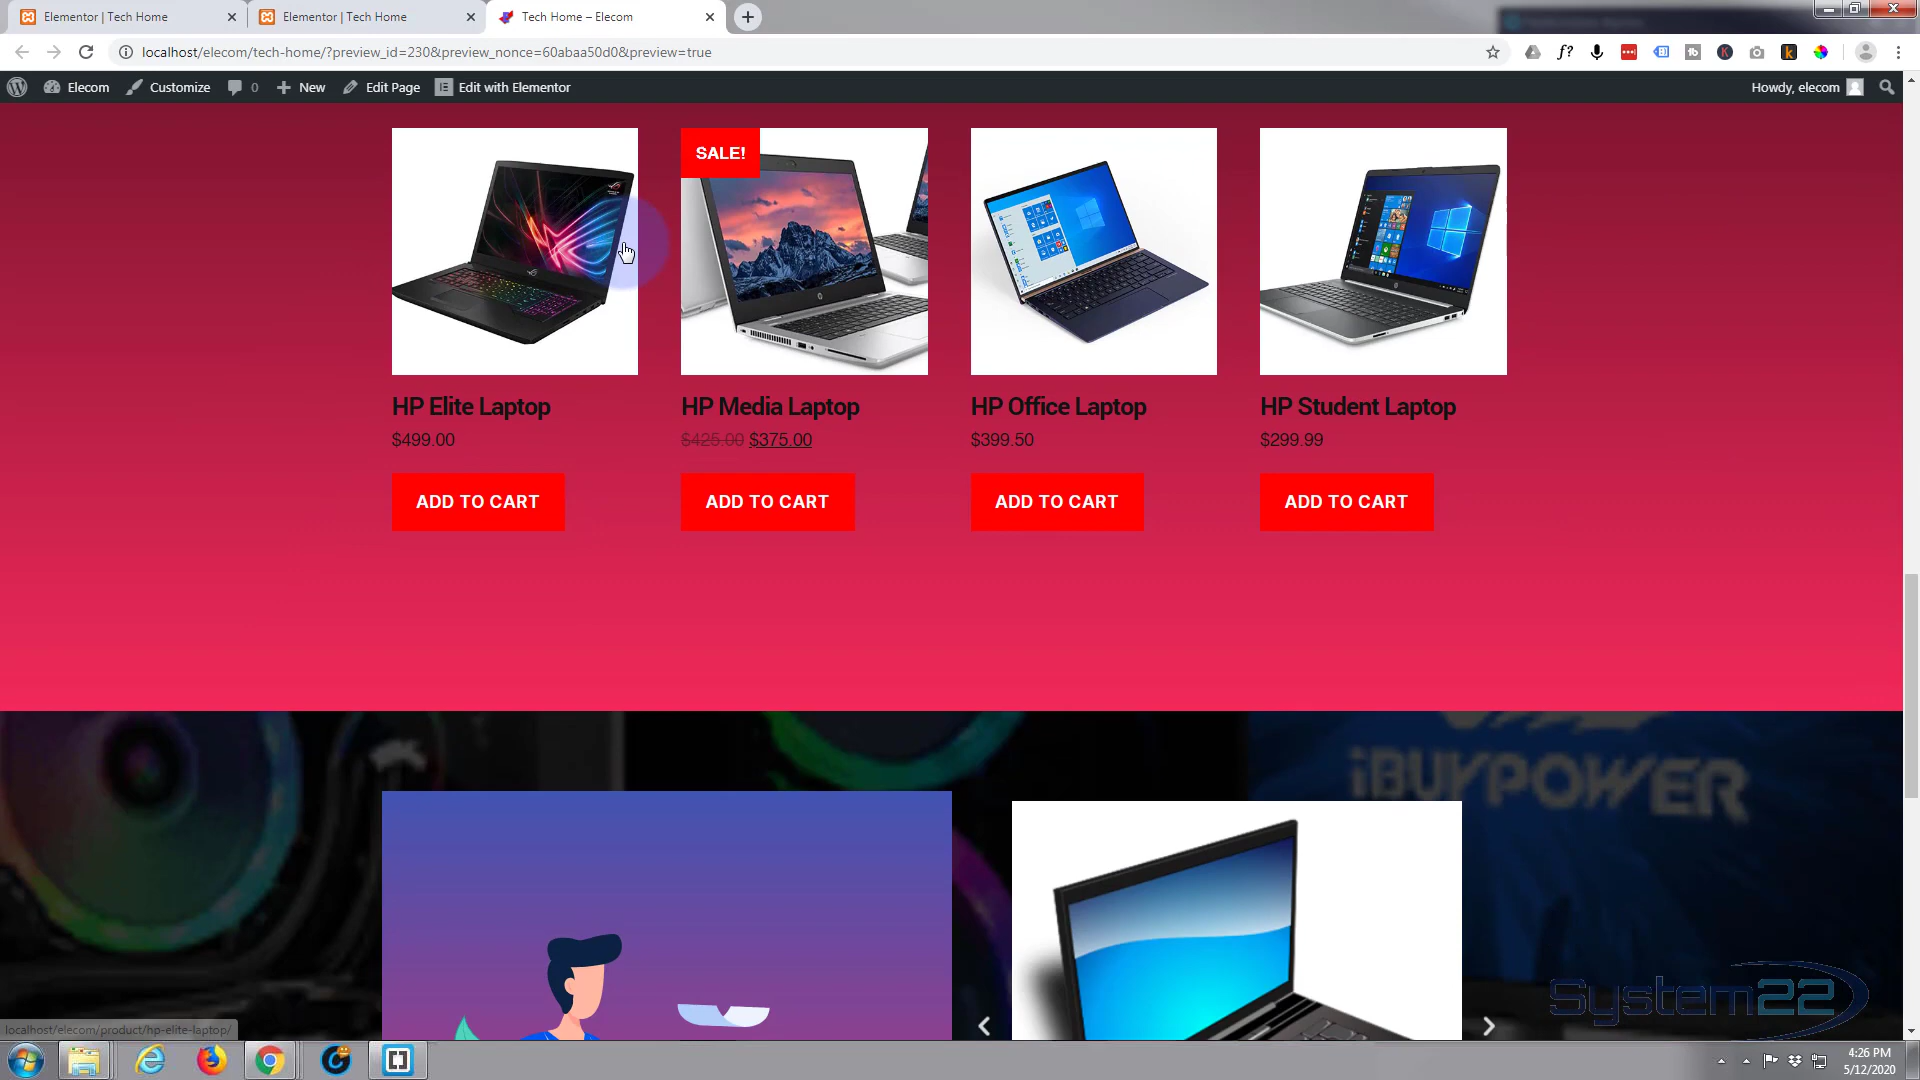 Elementor | Tech Home
Elementor | Tech Home
Tech Home – Elecom
localhost/elecom/tech-home/?preview_id=230&preview_nonce=60abaa50d0&preview=true
Elecom
Customize
0
New
Edit Page
Edit with Elementor
Howdy, elecom
SALE!
HP Elite Laptop
$499.00
ADD TO CART
HP Media Laptop
$425.00 $375.00
ADD TO CART
HP Office Laptop
$399.50
ADD TO CART
HP Student Laptop
$299.99
ADD TO CART
iBUYPOWER
System22
localhost/elecom/product/hp-elite-laptop/
4:26 PM
5/12/2020